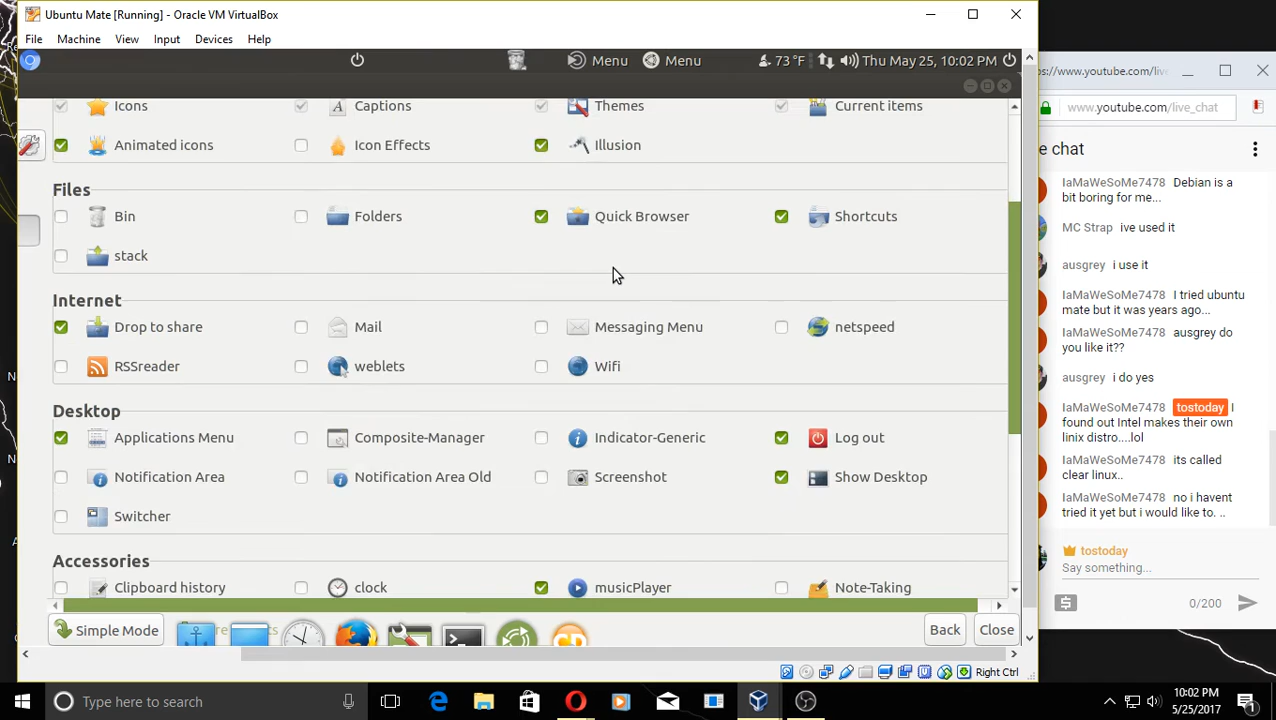 Ubuntu Mate [Running] - Oracle VM VirtualBox
File Machine View Input Devices Help
Menu Menu 73 °F Thu May 25, 10:02 PM
Icons Captions Themes Current items
Animated icons Icon Effects Illusion
Files
Bin Folders Quick Browser Shortcuts
stack
Internet
Drop to share Mail Messaging Menu netspeed
RSSreader weblets Wifi
Desktop
Applications Menu Composite-Manager Indicator-Generic Log out
Notification Area Notification Area Old Screenshot Show Desktop
Switcher
Accessories
Clipboard history clock musicPlayer Note-Taking
Simple Mode Back Close
Right Ctrl
ps://www.youtube.com/live
www.youtube.com/live_chat
e chat
IaMaWeSoMe7478 Debian is a
bit boring for me...
MC Strap ive used it
ausgrey i use it
IaMaWeSoMe7478 I tried ubuntu
mate but it was years ago...
IaMaWeSoMe7478 ausgrey do
you like it??
ausgrey i do yes
IaMaWeSoMe7478 tostoday I
found out Intel makes their own
linix distro....lol
IaMaWeSoMe7478 its called
clear linux..
IaMaWeSoMe7478 no i havent
tried it yet but i would like to. ..
tostoday
Say something...
0/200
Type here to search
10:02 PM
5/25/2017